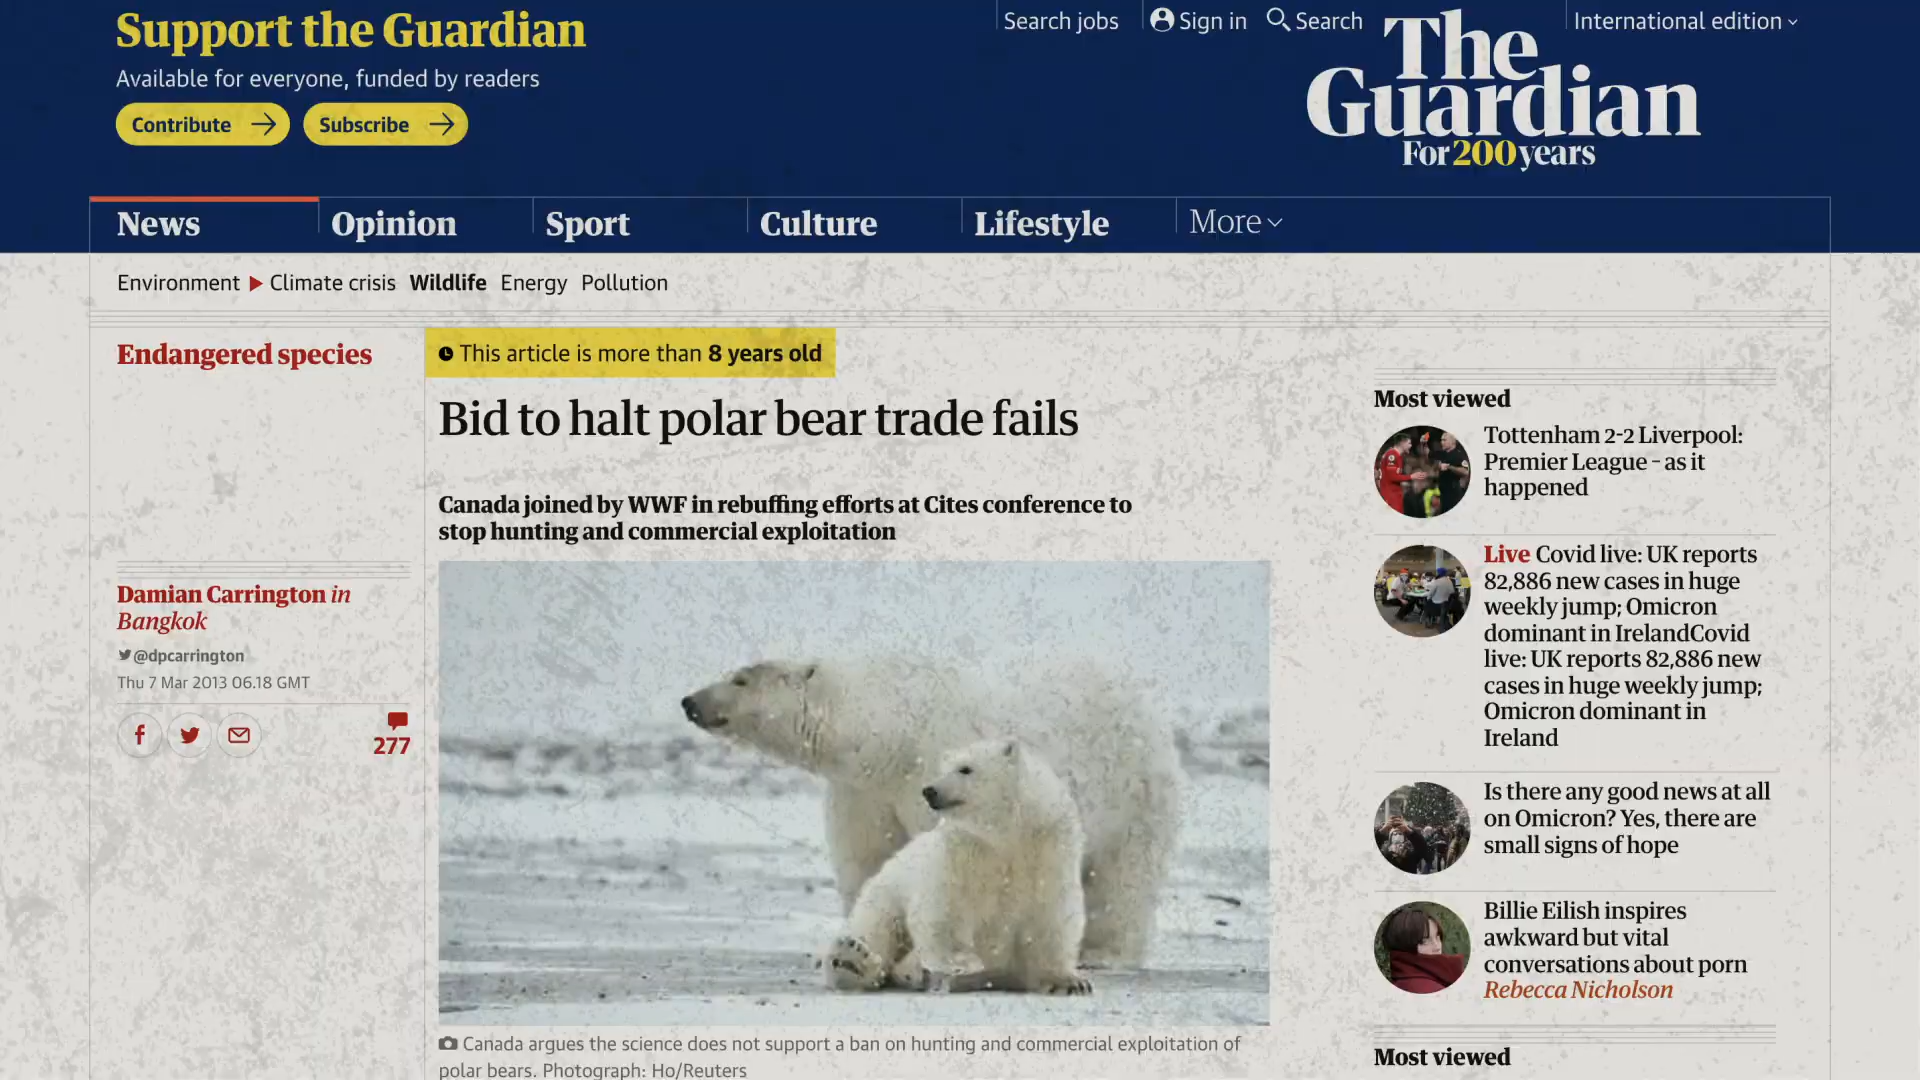 Support the Guardian
Available for everyone, funded by readers
Contribute
Subscribe
Search jobs
Sign in
Search
International edition
The
Guardian
For 200 years
News
Opinion
Sport
Culture
Lifestyle
More
Environment
Climate crisis
Wildlife
Energy
Pollution
Endangered species
This article is more than 8 years old
Bid to halt polar bear trade fails
Canada joined by WWF in rebuffing efforts at Cites conference to
stop hunting and commercial exploitation
Damian Carrington in
Bangkok
@dpcarrington
Thu 7 Mar 2013 06.18 GMT
277
Canada argues the science does not support a ban on hunting and commercial exploitation of
polar bears. Photograph: Ho/Reuters
Most viewed
Tottenham 2-2 Liverpool:
Premier League – as it
happened
Live Covid live: UK reports
82,886 new cases in huge
weekly jump; Omicron
dominant in IrelandCovid
live: UK reports 82,886 new
cases in huge weekly jump;
Omicron dominant in
Ireland
Is there any good news at all
on Omicron? Yes, there are
small signs of hope
Billie Eilish inspires
awkward but vital
conversations about porn
Rebecca Nicholson
Most viewed